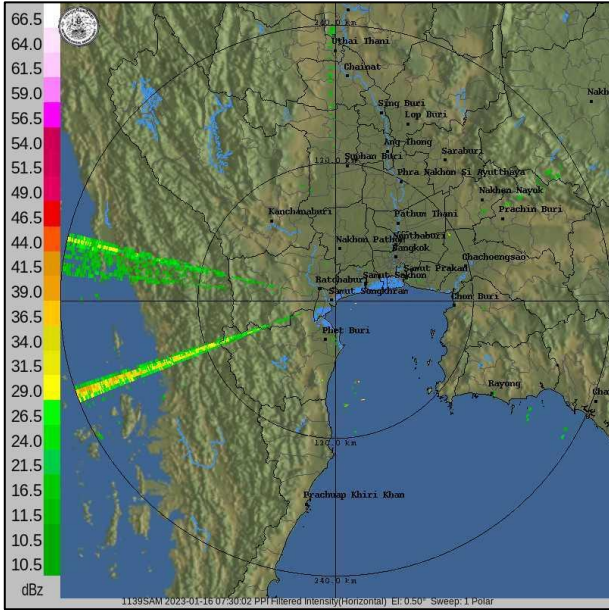 66.5
64.0
61.5
59.0
56.5
54.0
51.5
49.0
46.5
44.0
41.5
39.0
36.5
34.0
31.5
29.0
26.5
24.0
21.5
16.5
11.5
10.5
10.5
dBz
240.0 km
Uthai Thani
Chainat
Nakh
Sing Buri
Lop Buri
Ang Thong
Saraburi
120.0 km
Suphan Buri
Phra Nakhon Si Ayutthaya
Nakhon Nayok
Kanchanaburi
Pathum Thani
Prachin Buri
Nonthaburi
Nakhon Pathom
Bangkok
Chachoengsao
Samut Prakan
Samut Sakhon
Ratchaburi
Samut Songkhram
Chon Buri
Phet Buri
Rayong
Cha
120.0 km
Prachuap Khiri Khan
240.0 km
1139SAM 2023-01-16 07:30:02 PPI Filtered Intensity(Horizontal) El: 0.50° Sweep: 1 Polar